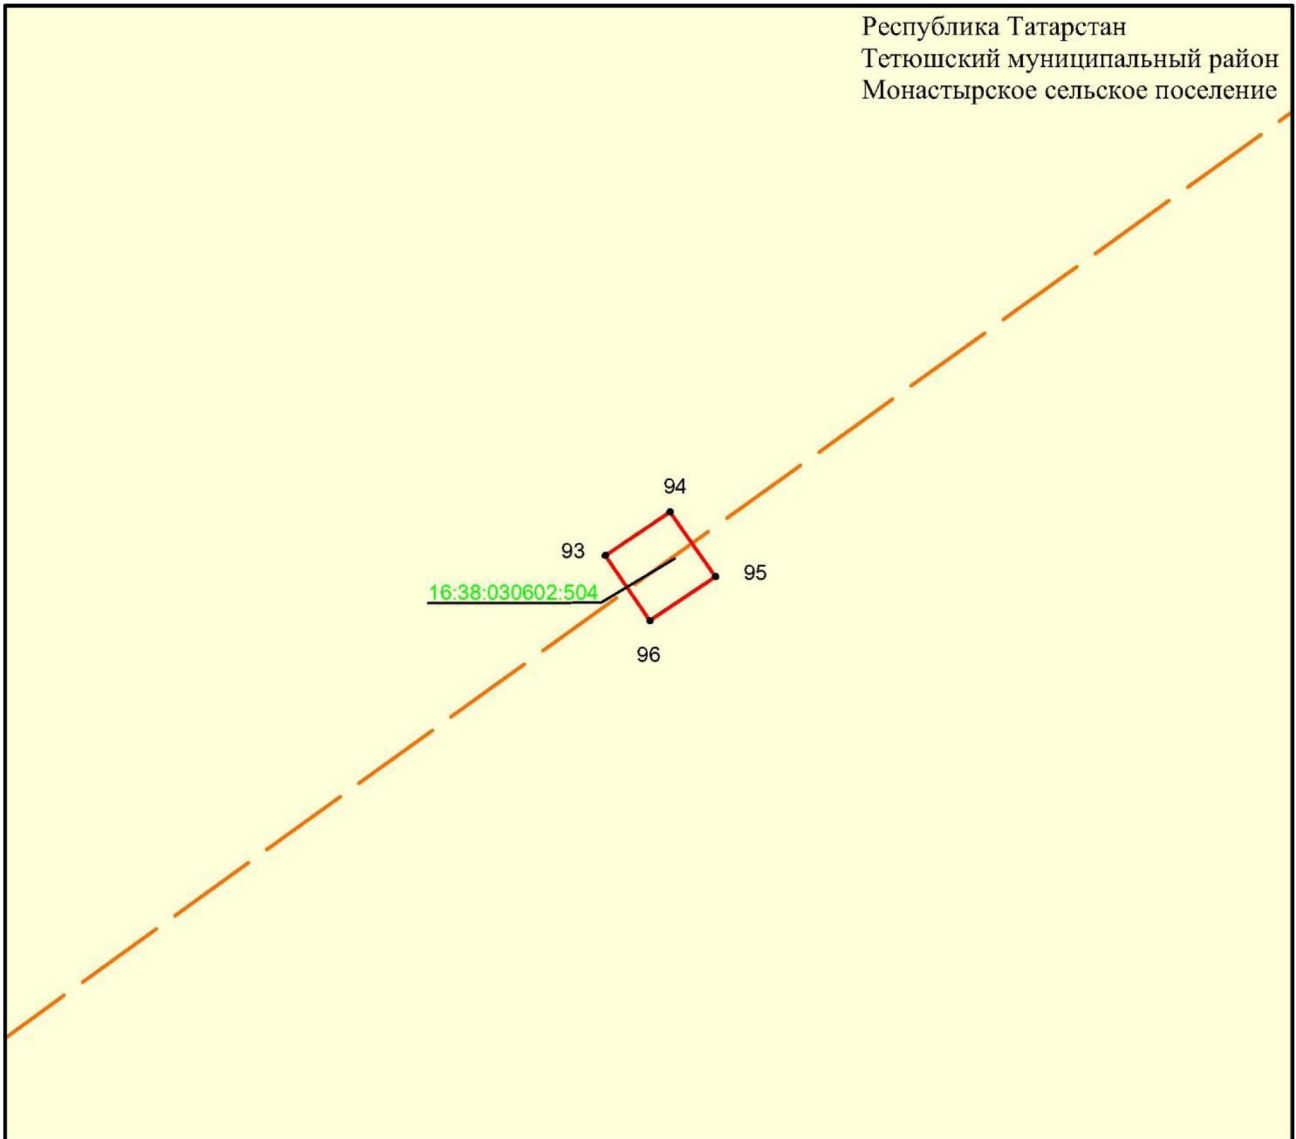 Республика Татарстан
Тетюшский муниципальный район
Монастырское сельское поселение
94
93
95
16:38:030602:504
96